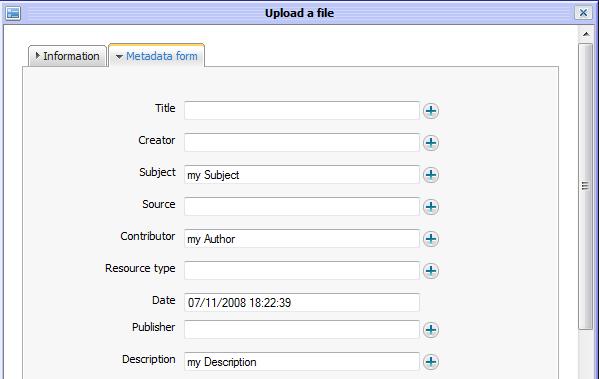 Upload a file
Information
Metadata form
Title
Creator
Subject my Subject
Source
Contributor my Author
Resource type
Date 07/11/2008 18:22:39
Publisher
Description my Description